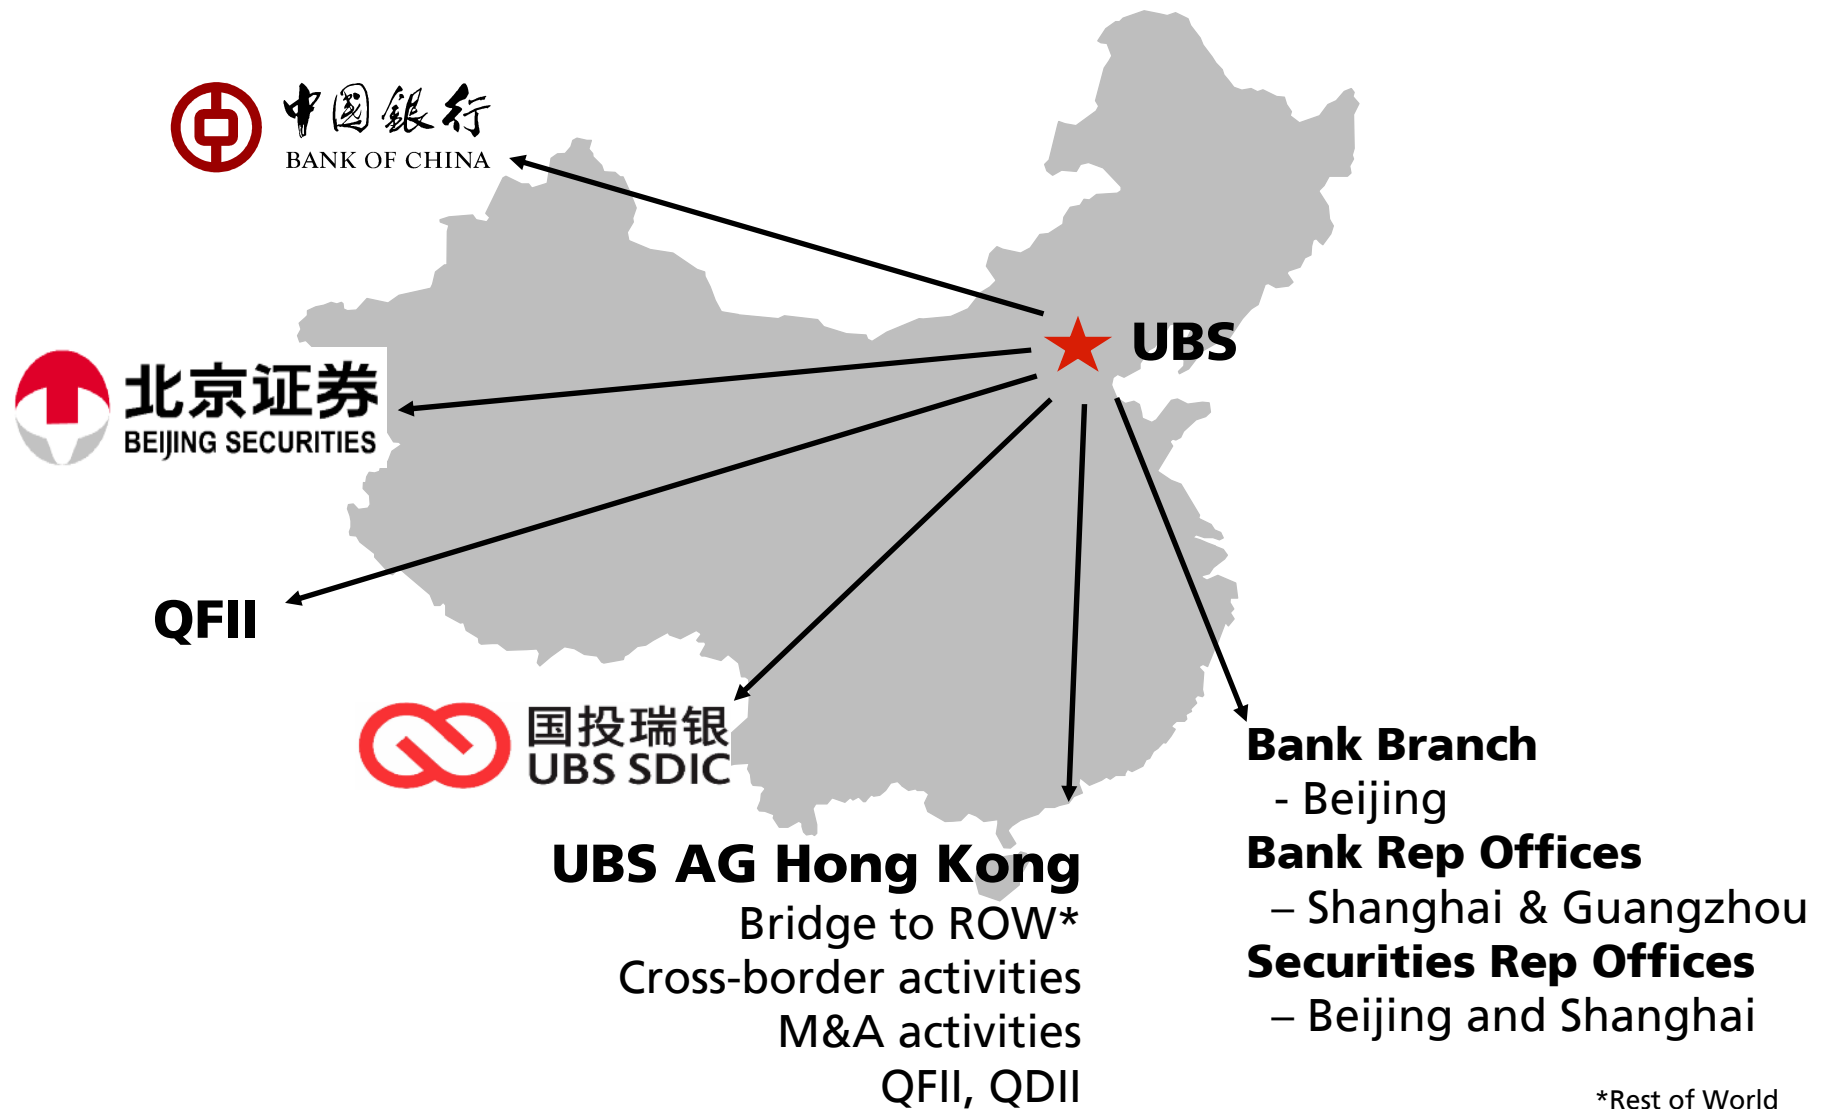 中國銀行
BANK OF CHINA
UBS
北京证券
BEIJING SECURITIES
QFII
国投瑞银
UBS SDIC
UBS AG Hong Kong
Bridge to ROW*
Cross-border activities
M&A activities
QFII, QDII
Bank Branch
- Beijing
Bank Rep Offices
– Shanghai & Guangzhou
Securities Rep Offices
– Beijing and Shanghai
*Rest of World